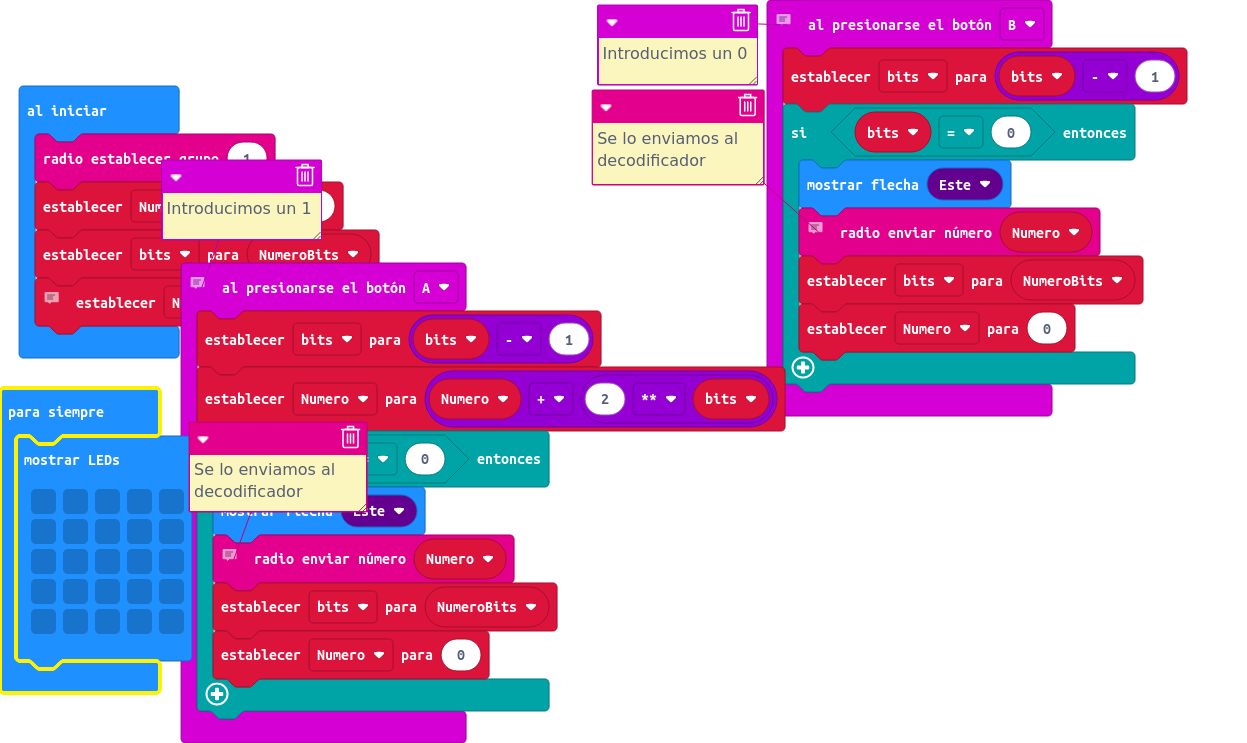 al iniciar
radio establecer grupo 1
establecer
establecer bits para NumeroBits
establecer
Introducimos un 1
para siempre
mostrar LEDs
al presionarse el botón A
establecer bits para bits - 1
establecer Numero para Numero + 2 ** bits
0 entonces
Se lo enviamos al
decodificador
mostrar flecha Este
radio enviar número Numero
establecer bits para NumeroBits
establecer Numero para 0
Introducimos un 0
Se lo enviamos al
decodificador
al presionarse el botón B
establecer bits para bits - 1
si bits = 0 entonces
mostrar flecha Este
radio enviar número Numero
establecer bits para NumeroBits
establecer Numero para 0